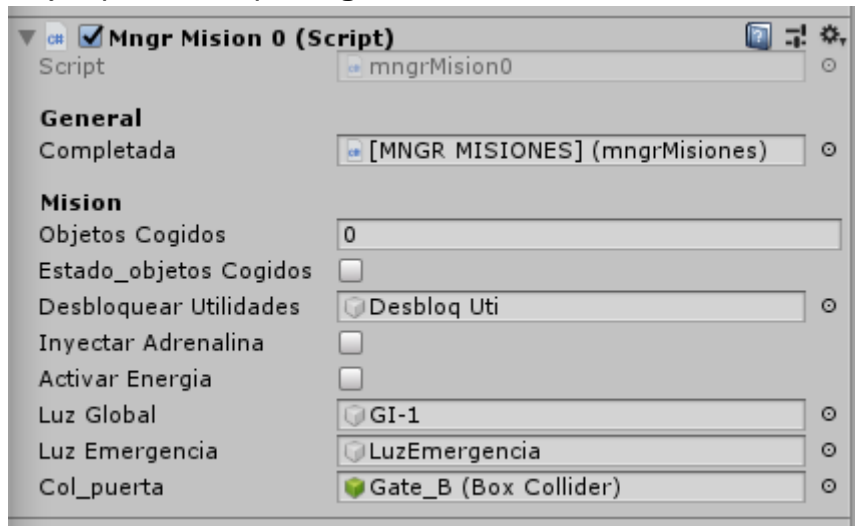 Mngr Mision 0 (Script)
Script mngrMision0
General
Completada [MNGR MISIONES] (mngrMisiones)
Mision
Objetos Cogidos 0
Estado_objetos Cogidos
Desbloquear Utilidades Desbloq Uti
Inyectar Adrenalina
Activar Energia
Luz Global GI-1
Luz Emergencia LuzEmergencia
Col_puerta Gate_B (Box Collider)